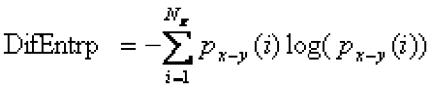 DifEntrp = -∑_{i-1}^{N_g} p_{x-y}(i) log( p_{x-y}(i))